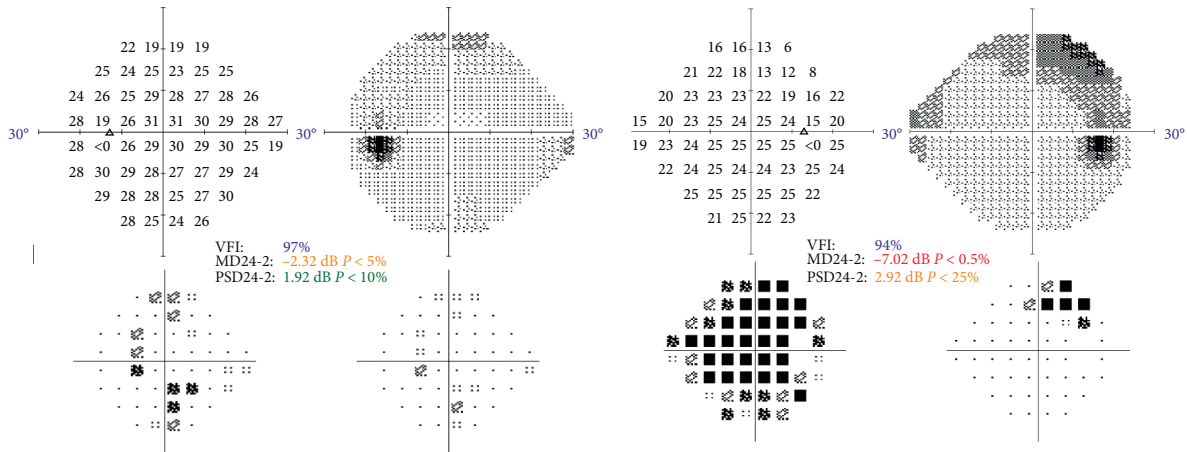 22 19 19 19
25 24 25 23 25 25
24 26 25 29 28 27 28 26
28 19 26 31 31 30 29 28 27
30° 30°
28 <0 26 29 30 29 30 25 19
28 30 29 28 27 27 29 24
29 28 28 25 27 30
28 25 24 26
VFI: 97%
MD24-2: −2.32 dB P < 5%
PSD24-2: 1.92 dB P < 10%
16 16 13 6
21 22 18 13 12 8
20 23 23 22 19 16 22
15 20 23 25 24 25 24 15 20
30° 30°
19 23 24 25 25 25 25 <0 25
22 24 25 24 24 23 25 24
25 25 25 25 25 22
21 25 22 23
VFI: 94%
MD24-2: −7.02 dB P < 0.5%
PSD24-2: 2.92 dB P < 25%